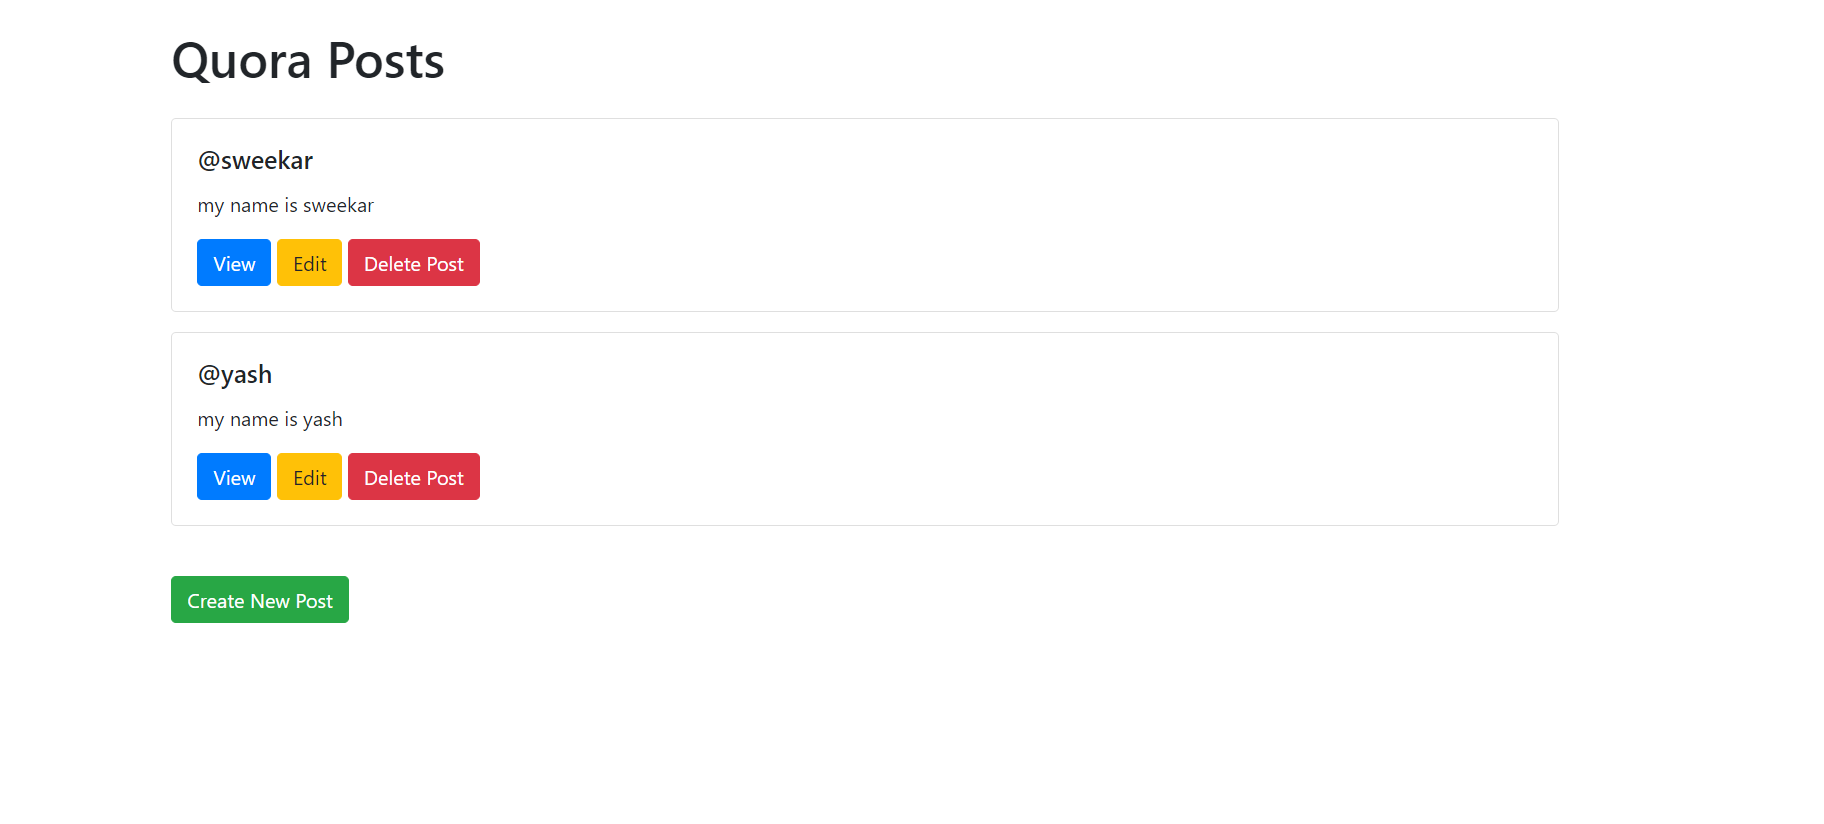 Quora Posts
@sweekar
my name is sweekar
View Edit Delete Post
@yash
my name is yash
View Edit Delete Post
Create New Post